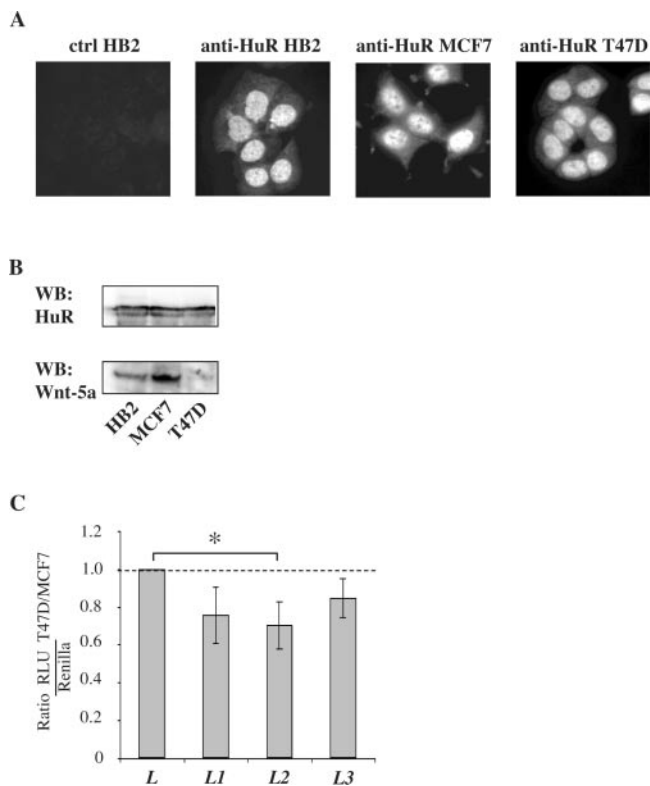 A
ctrl HB2 anti-HuR HB2 anti-HuR MCF7 anti-HuR T47D
B
WB:
HuR
WB:
Wnt-5a
HB2 MCF7 T47D
C
*
1.2
1.0
0.8
0.6
0.4
0.2
0
Ratio RLU T47D/MCF7
Renilla
L L1 L2 L3